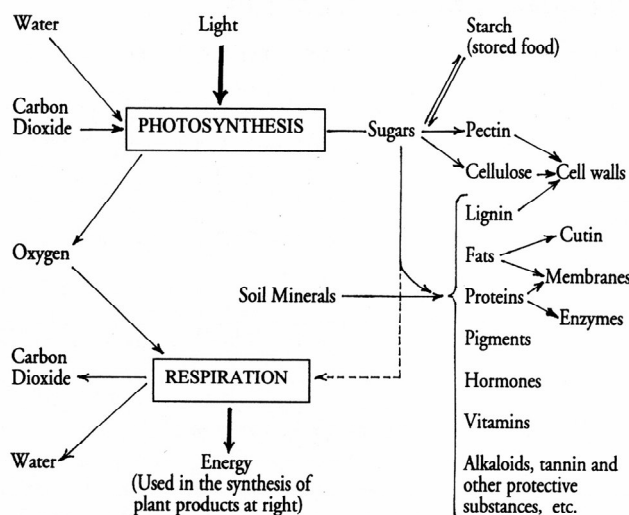 Water
Light
Starch
(stored food)
Carbon
Dioxide
PHOTOSYNTHESIS
Sugars
Pectin
Cellulose
Cell walls
Lignin
Oxygen
Fats
Cutin
Membranes
Soil Minerals
Proteins
Enzymes
Pigments
Carbon
Dioxide
RESPIRATION
Hormones
Vitamins
Water
Energy
(Used in the synthesis of
plant products at right)
Alkaloids, tannin and
other protective
substances, etc.